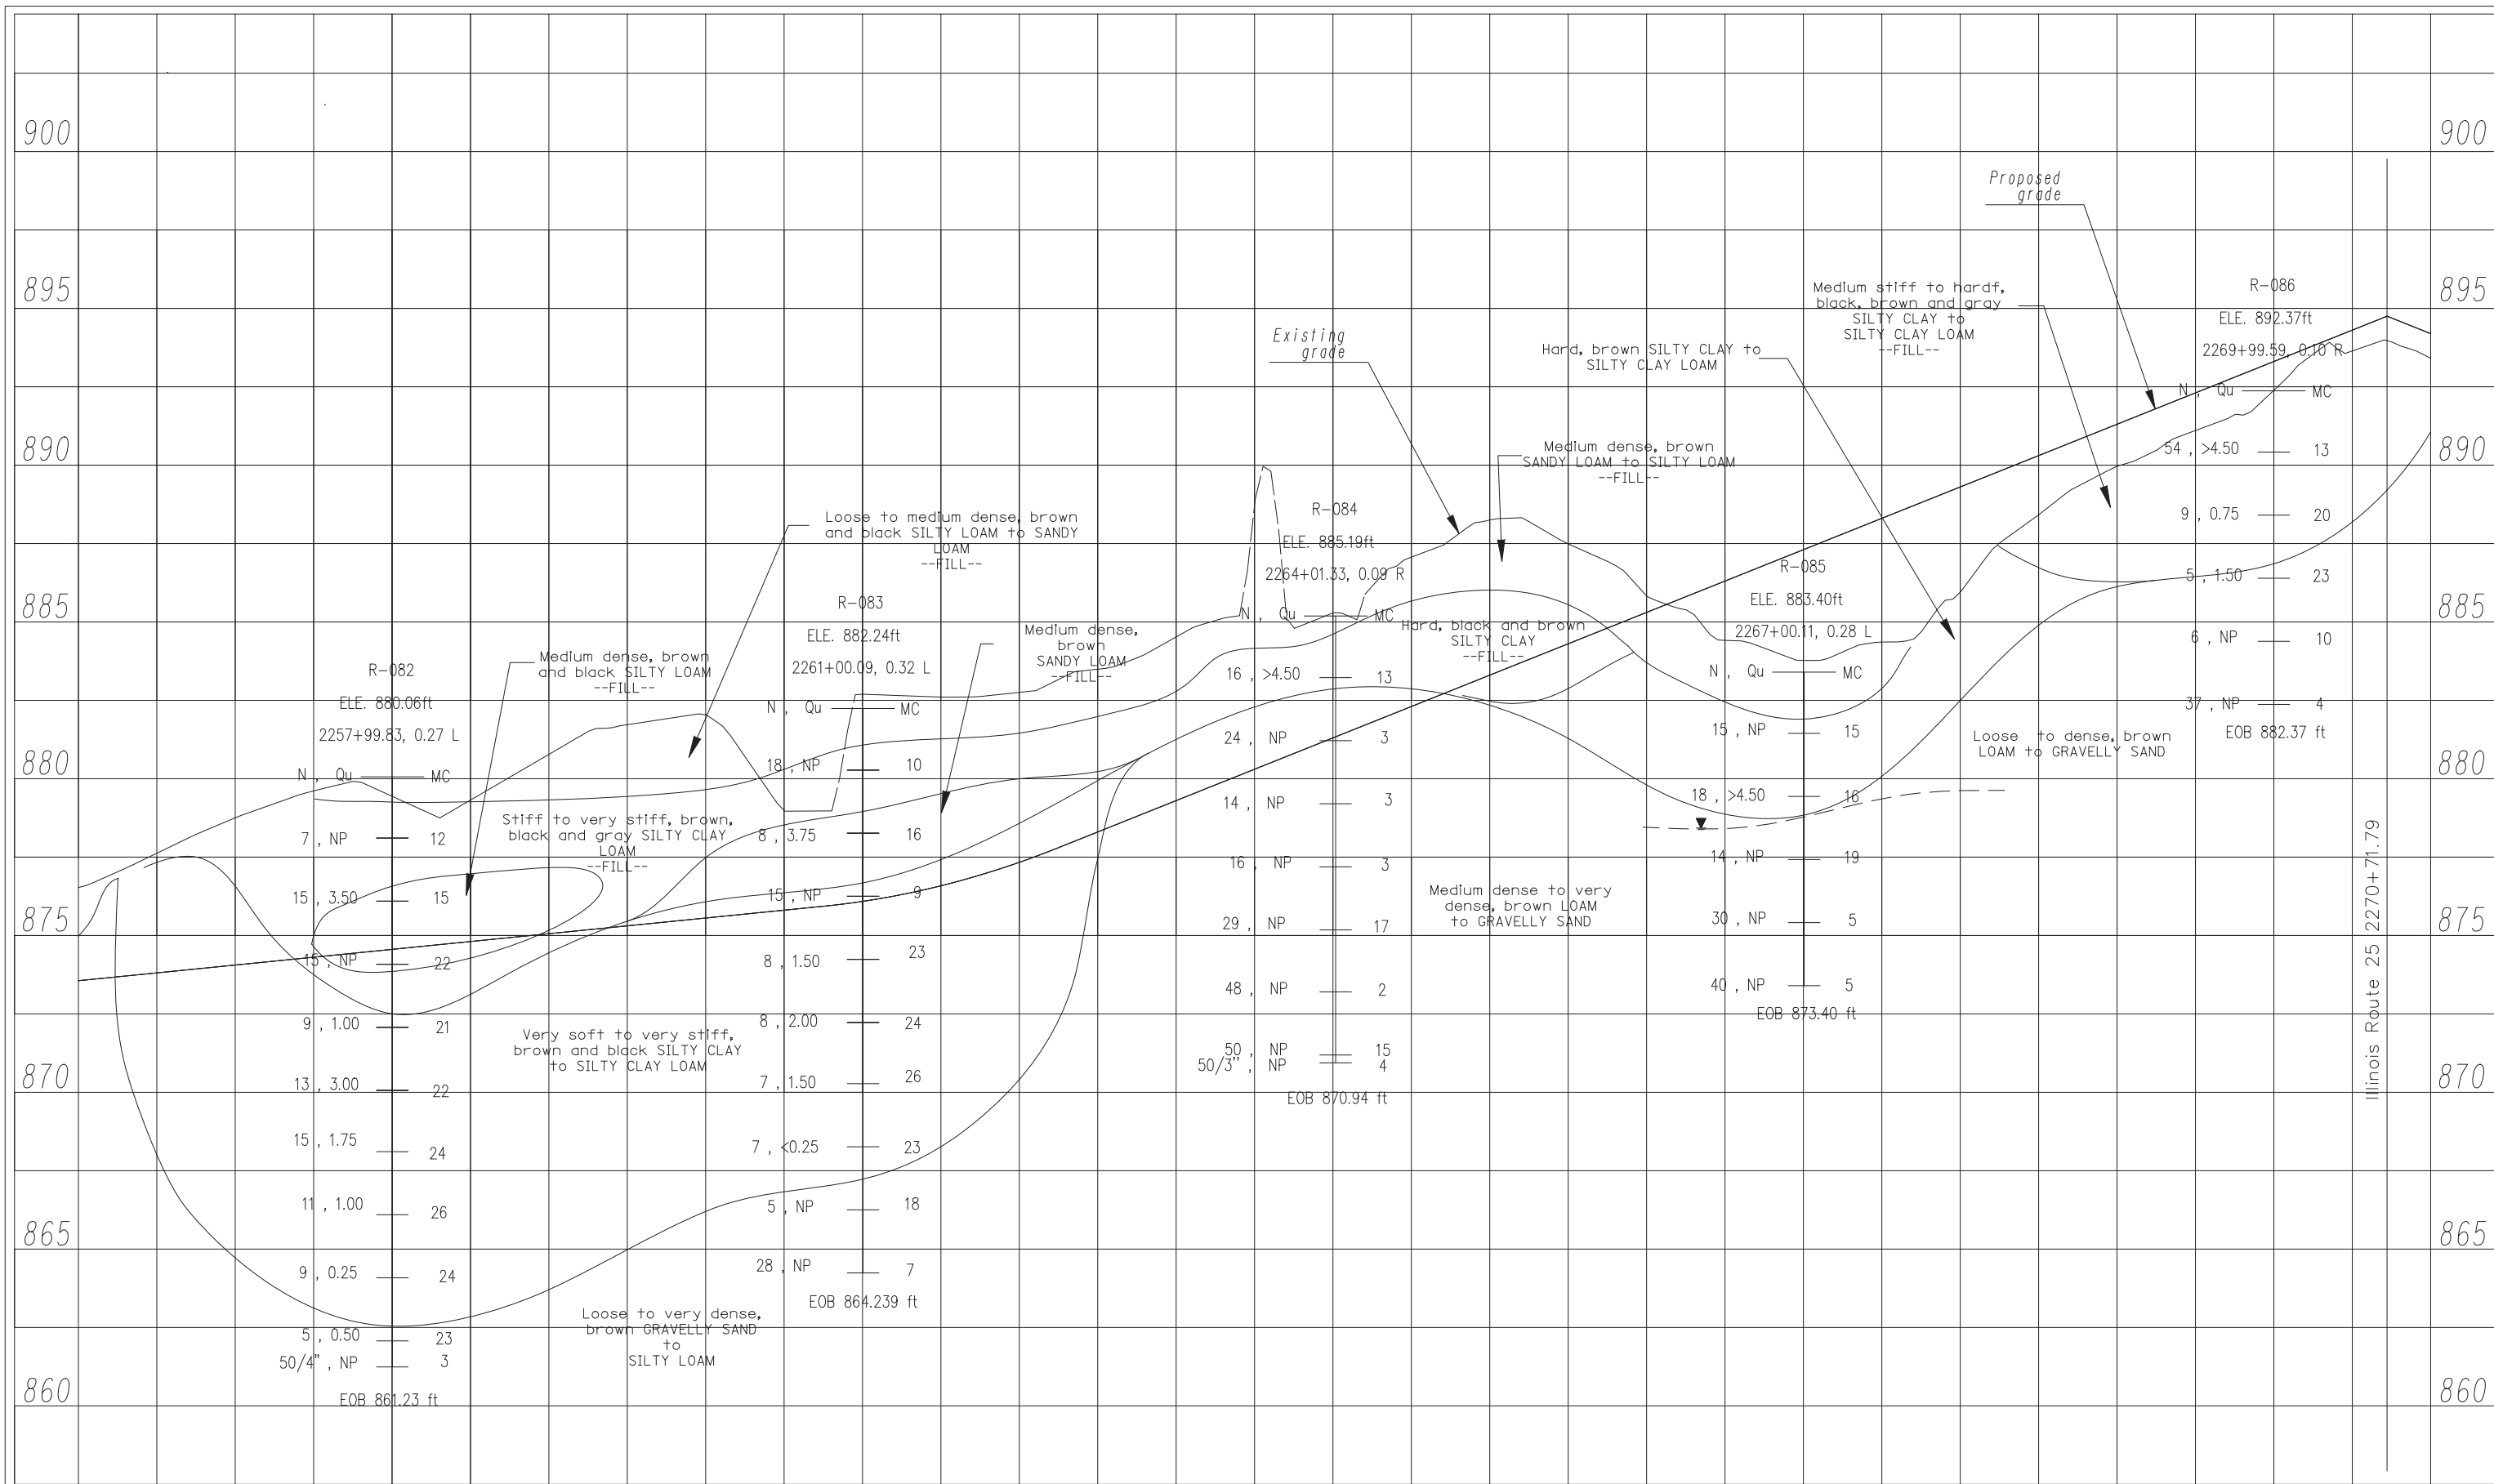 900
895
890
885
880
875
870
865
860
R-082
ELE. 880.06ft
2257+99.83, 0.27 L
N , Qu MC
7 , NP 12
15 , 3.50 15
15 , NP 22
9 , 1.00 21
13 , 3.00 22
15 , 1.75 24
11 , 1.00 26
9 , 0.25 24
5 , 0.50 23
50/4" , NP 3
EOB 861.23 ft
Medium dense, brown
and black SILTY LOAM
--FILL--
Stiff to very stiff, brown,
black and gray SILTY CLAY
LOAM
--FILL--
Very soft to very stiff,
brown and black SILTY CLAY
to SILTY CLAY LOAM
Loose to very dense,
brown GRAVELLY SAND
to
SILTY LOAM
Loose to medium dense, brown
and black SILTY LOAM to SANDY
LOAM
--FILL--
R-083
ELE. 882.24ft
2261+00.09, 0.32 L
N , Qu MC
18 , NP 10
8 , 3.75 16
15 , NP 9
8 , 1.50 23
8 , 2.00 24
7 , 1.50 26
7 , <0.25 23
5 , NP 18
28 , NP 7
EOB 864.239 ft
Medium dense,
brown
SANDY LOAM
--FILL--
Existing
grade
R-084
ELE. 885.19ft
2264+01.33, 0.09 R
N , Qu MC
16 , >4.50 13
24 , NP 3
14 , NP 3
16 , NP 3
29 , NP 17
48 , NP 2
50 , NP 15
50/3" , NP 4
EOB 870.94 ft
Hard, black and brown
SILTY CLAY
--FILL--
Medium dense, brown
SANDY LOAM to SILTY LOAM
--FILL--
Medium dense to very
dense, brown LOAM
to GRAVELLY SAND
Hard, brown SILTY CLAY to
SILTY CLAY LOAM
R-085
ELE. 883.40ft
2267+00.11, 0.28 L
N , Qu MC
15 , NP 15
18 , >4.50 16
14 , NP 19
30 , NP 5
40 , NP 5
EOB 873.40 ft
Proposed
grade
Medium stiff to hardf,
black, brown and gray
SILTY CLAY to
SILTY CLAY LOAM
--FILL--
Loose to dense, brown
LOAM to GRAVELLY SAND
R-086
ELE. 892.37ft
2269+99.59, 0.10 R
N , Qu MC
54 , >4.50 13
9 , 0.75 20
5 , 1.50 23
6 , NP 10
37 , NP 4
EOB 882.37 ft
Illinois Route 25 2270+71.79
900
895
890
885
880
875
870
865
860